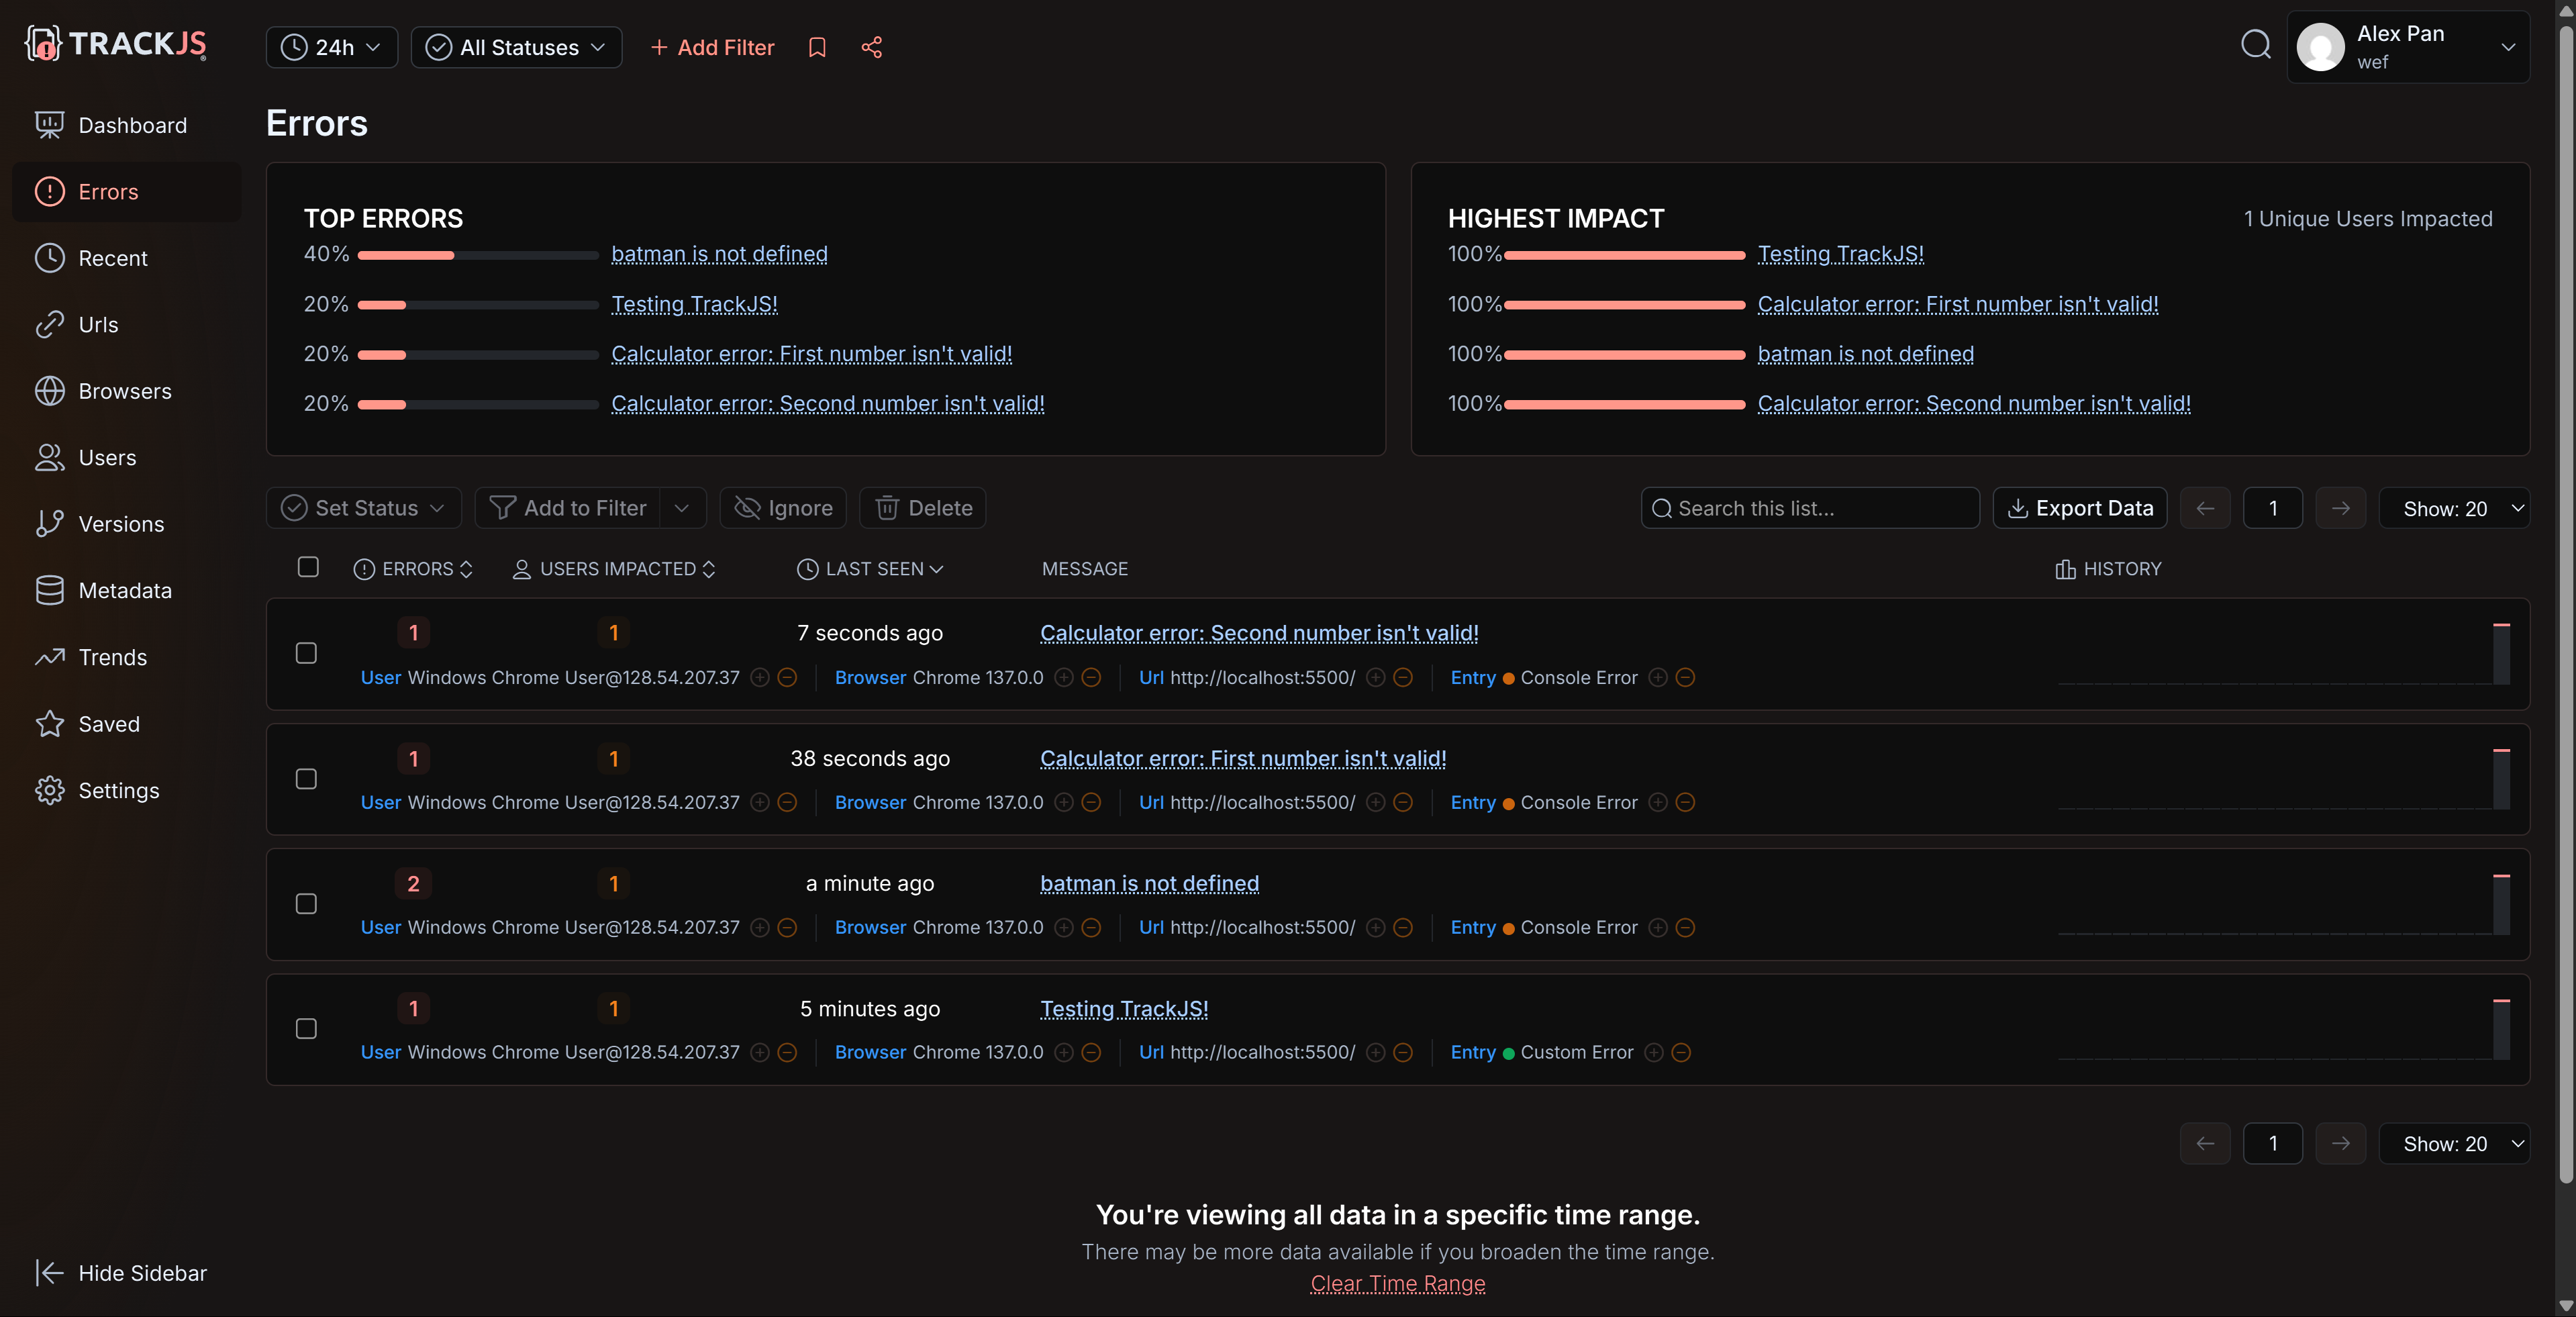 TRACKJS
24h
All Statuses
+ Add Filter
Alex Pan
wef
Dashboard
Errors
Recent
Urls
Browsers
Users
Versions
Metadata
Trends
Saved
Settings
Hide Sidebar
Errors
TOP ERRORS
40% batman is not defined
20% Testing TrackJS!
20% Calculator error: First number isn't valid!
20% Calculator error: Second number isn't valid!
HIGHEST IMPACT 1 Unique Users Impacted
100% Testing TrackJS!
100% Calculator error: First number isn't valid!
100% batman is not defined
100% Calculator error: Second number isn't valid!
Set Status Add to Filter Ignore Delete Search this list... Export Data 1 Show: 20
ERRORS USERS IMPACTED LAST SEEN MESSAGE HISTORY
1 1 7 seconds ago Calculator error: Second number isn't valid!
User Windows Chrome User@128.54.207.37 Browser Chrome 137.0.0 Url http://localhost:5500/ Entry Console Error
1 1 38 seconds ago Calculator error: First number isn't valid!
User Windows Chrome User@128.54.207.37 Browser Chrome 137.0.0 Url http://localhost:5500/ Entry Console Error
2 1 a minute ago batman is not defined
User Windows Chrome User@128.54.207.37 Browser Chrome 137.0.0 Url http://localhost:5500/ Entry Console Error
1 1 5 minutes ago Testing TrackJS!
User Windows Chrome User@128.54.207.37 Browser Chrome 137.0.0 Url http://localhost:5500/ Entry Custom Error
1 Show: 20
You're viewing all data in a specific time range.
There may be more data available if you broaden the time range.
Clear Time Range